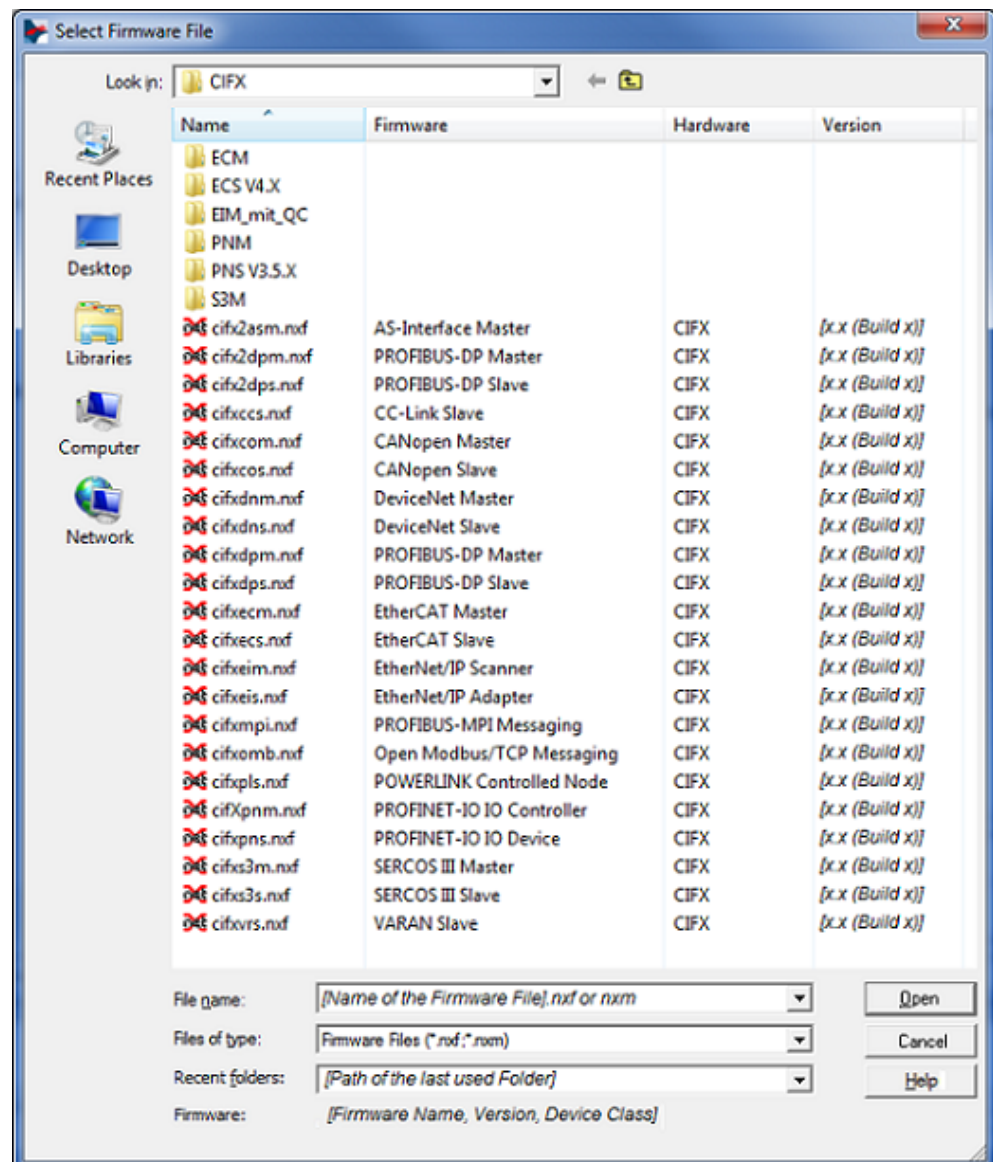 Select Firmware File
Look in: CIFX
Name Firmware Hardware Version
ECM
ECS V4.X
EIM_mit_QC
PNM
PNS V3.5.X
S3M
cifx2asm.nxf AS-Interface Master CIFX [x.x (Build x)]
cifx2dpm.nxf PROFIBUS-DP Master CIFX [x.x (Build x)]
cifx2dps.nxf PROFIBUS-DP Slave CIFX [x.x (Build x)]
cifxccs.nxf CC-Link Slave CIFX [x.x (Build x)]
cifxcom.nxf CANopen Master CIFX [x.x (Build x)]
cifxcos.nxf CANopen Slave CIFX [x.x (Build x)]
cifxdnm.nxf DeviceNet Master CIFX [x.x (Build x)]
cifxdns.nxf DeviceNet Slave CIFX [x.x (Build x)]
cifxdpm.nxf PROFIBUS-DP Master CIFX [x.x (Build x)]
cifxdps.nxf PROFIBUS-DP Slave CIFX [x.x (Build x)]
cifxecm.nxf EtherCAT Master CIFX [x.x (Build x)]
cifxecs.nxf EtherCAT Slave CIFX [x.x (Build x)]
cifxeim.nxf EtherNet/IP Scanner CIFX [x.x (Build x)]
cifxeis.nxf EtherNet/IP Adapter CIFX [x.x (Build x)]
cifxmpi.nxf PROFIBUS-MPI Messaging CIFX [x.x (Build x)]
cifxomb.nxf Open Modbus/TCP Messaging CIFX [x.x (Build x)]
cifxpls.nxf POWERLINK Controlled Node CIFX [x.x (Build x)]
cifXpnm.nxf PROFINET-IO IO Controller CIFX [x.x (Build x)]
cifxpns.nxf PROFINET-IO IO Device CIFX [x.x (Build x)]
cifxs3m.nxf SERCOS III Master CIFX [x.x (Build x)]
cifxs3s.nxf SERCOS III Slave CIFX [x.x (Build x)]
cifxvrs.nxf VARAN Slave CIFX [x.x (Build x)]
Recent Places
Desktop
Libraries
Computer
Network
File name: [Name of the Firmware File].nxf or nxm Open
Files of type: Firmware Files (*.nxf;*.nxm) Cancel
Recent folders: [Path of the last used Folder] Help
Firmware: [Firmware Name, Version, Device Class]